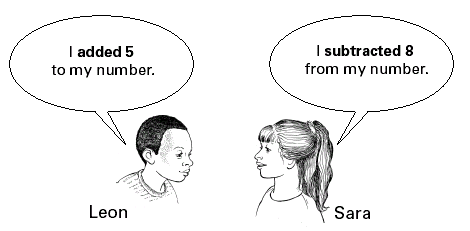 I added 5
to my number.
I subtracted 8
from my number.
Leon
Sara